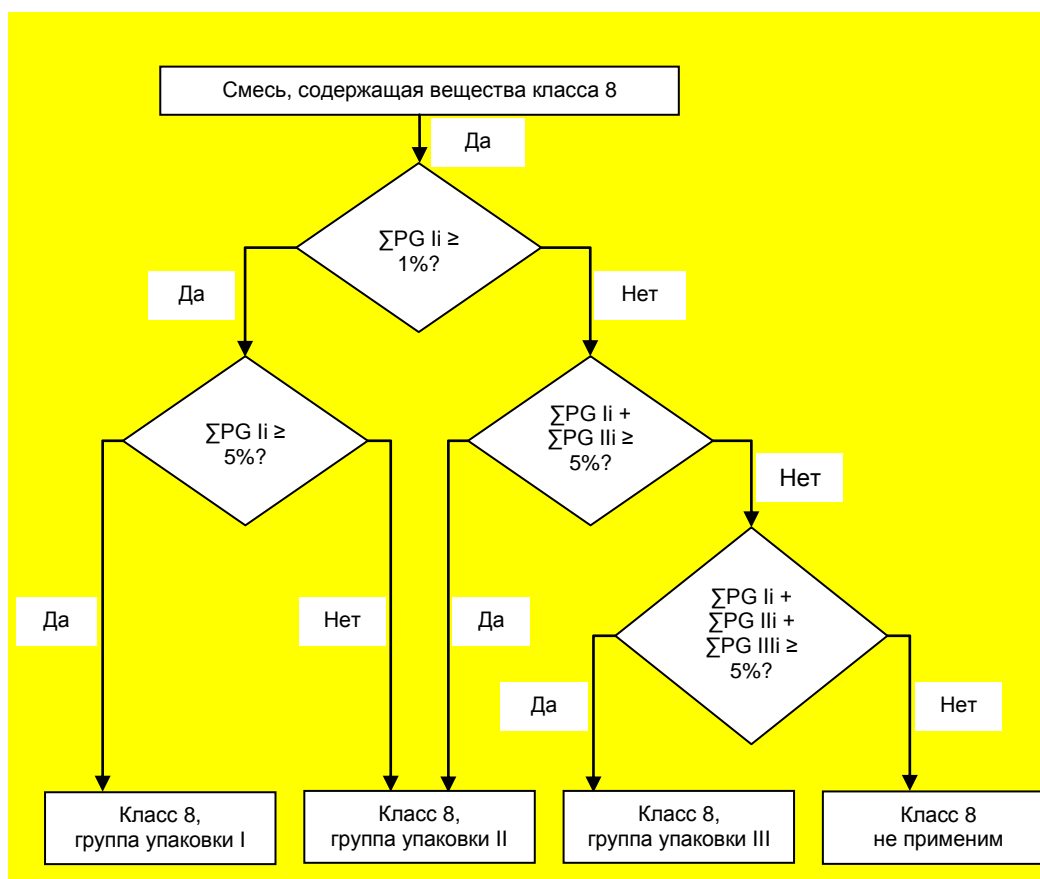 Смесь, содержащая вещества класса 8
Да
∑PG Ii ≥
1%?
Да
Нет
∑PG Ii ≥
5%?
∑PG Ii +
∑PG IIi ≥
5%?
Нет
Да
Нет
Да
∑PG Ii +
∑PG IIi +
∑PG IIIi ≥
5%?
Да
Нет
Класс 8,
группа упаковки I
Класс 8,
группа упаковки II
Класс 8,
группа упаковки III
Класс 8
не применим